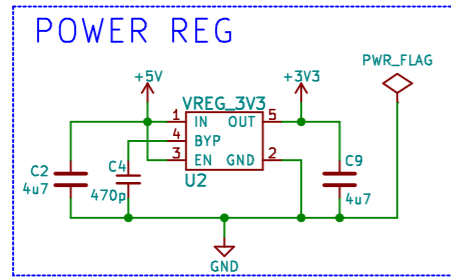 POWER REG
PWR_FLAG
+5V
+3V3
VREG_3V3
1 IN OUT 5
4 BYP
3 EN GND 2
U2
C2
4u7
C4
470p
C9
4u7
GND